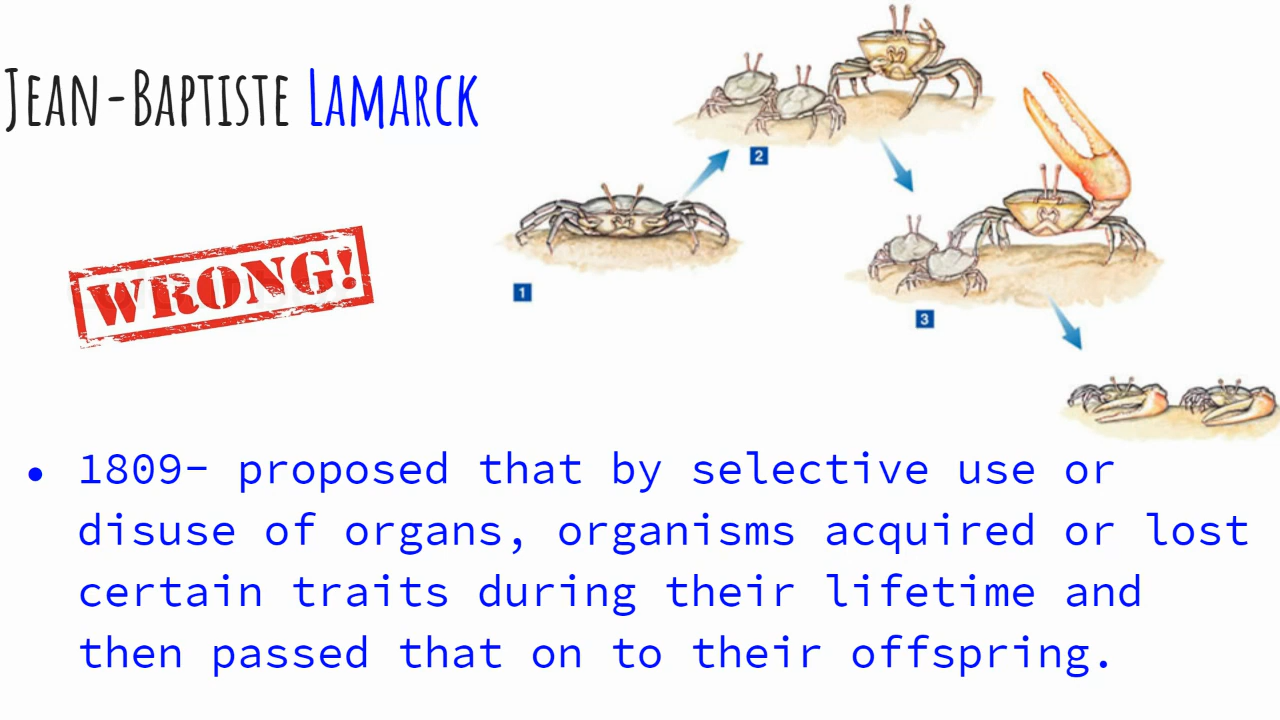 Jean-Baptiste Lamarck
WRONG!
2
1
3
• 1809- proposed that by selective use or
disuse of organs, organisms acquired or lost
certain traits during their lifetime and
then passed that on to their offspring.